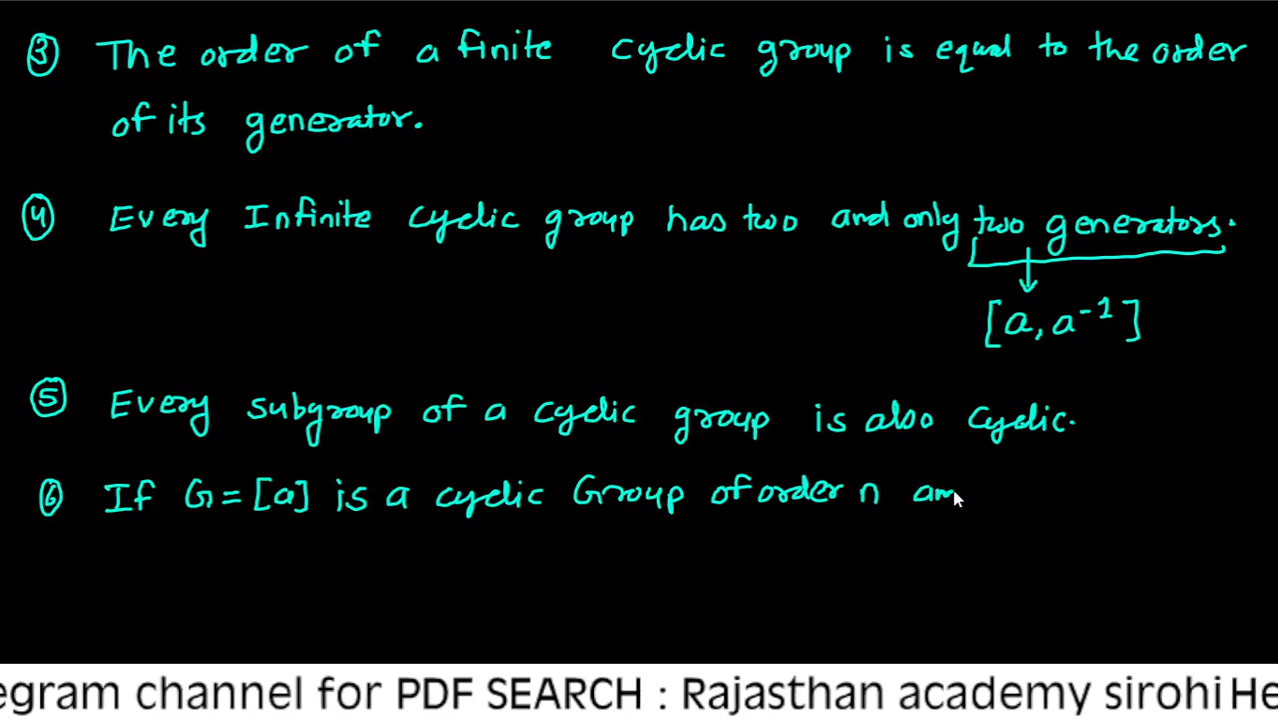 ③ The order of a finite cyclic group is equal to the order
of its generator.
④ Every Infinite cyclic group has two and only two generators.
[a, a⁻¹]
⑤ Every subgroup of a cyclic group is also cyclic.
⑥ If G = [a] is a cyclic Group of order n an
egram channel for PDF SEARCH : Rajasthan academy sirohi He